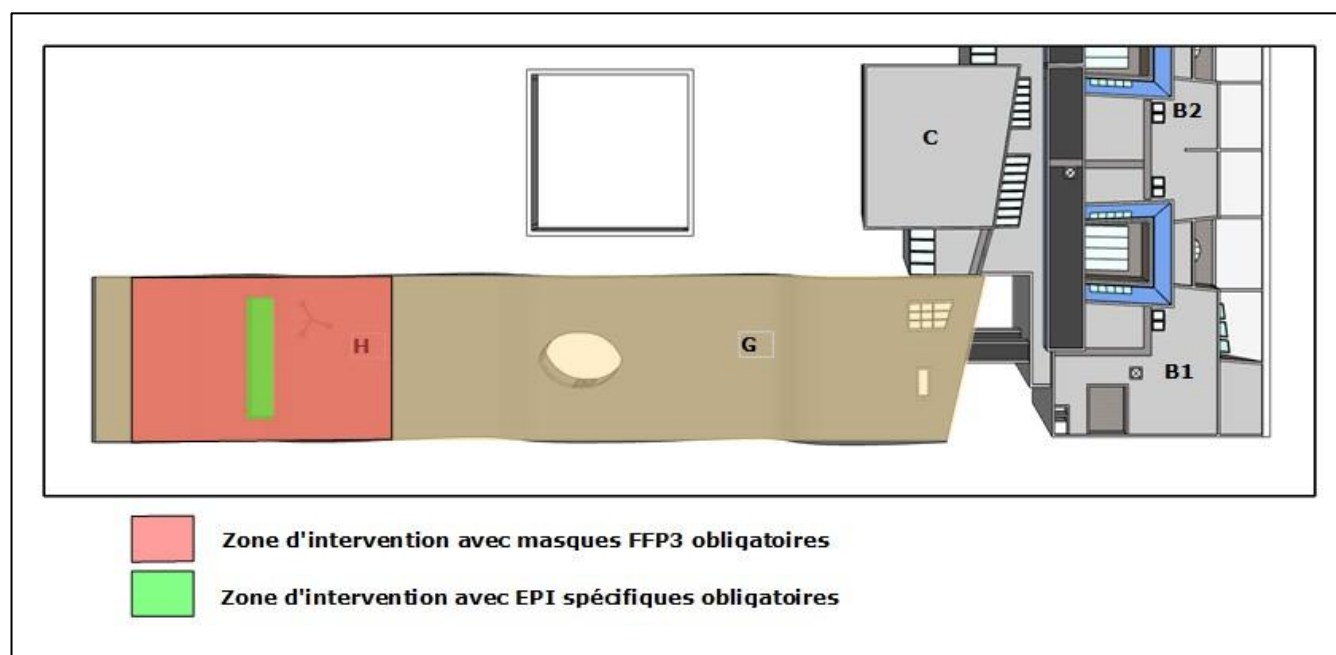 B2
C
H
G
B1
Zone d'intervention avec masques FFP3 obligatoires
Zone d'intervention avec EPI spécifiques obligatoires